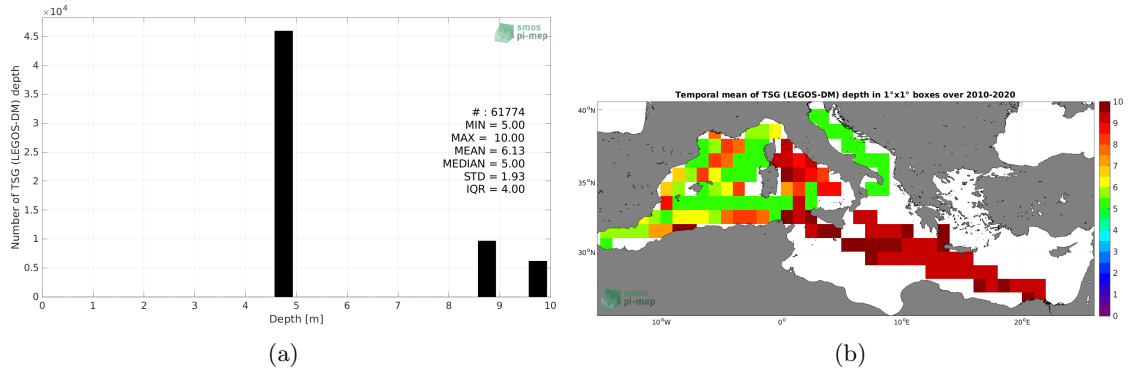 ×10⁴
4.5
4
3.5
3
2.5
2
1.5
1
0.5
0
Number of TSG (LEGOS-DM) depth
smos
pi-mep
# : 61774
MIN = 5.00
MAX = 10.00
MEAN = 6.13
MEDIAN = 5.00
STD = 1.93
IQR = 4.00
0 1 2 3 4 5 6 7 8 9 10
Depth [m]
(a)
Temporal mean of TSG (LEGOS-DM) depth in 1°x1° boxes over 2010-2020
40°N
35°N
30°N
smos
pi-mep
10°W 0° 10°E 20°E
10
9
8
7
6
5
4
3
2
1
0
(b)